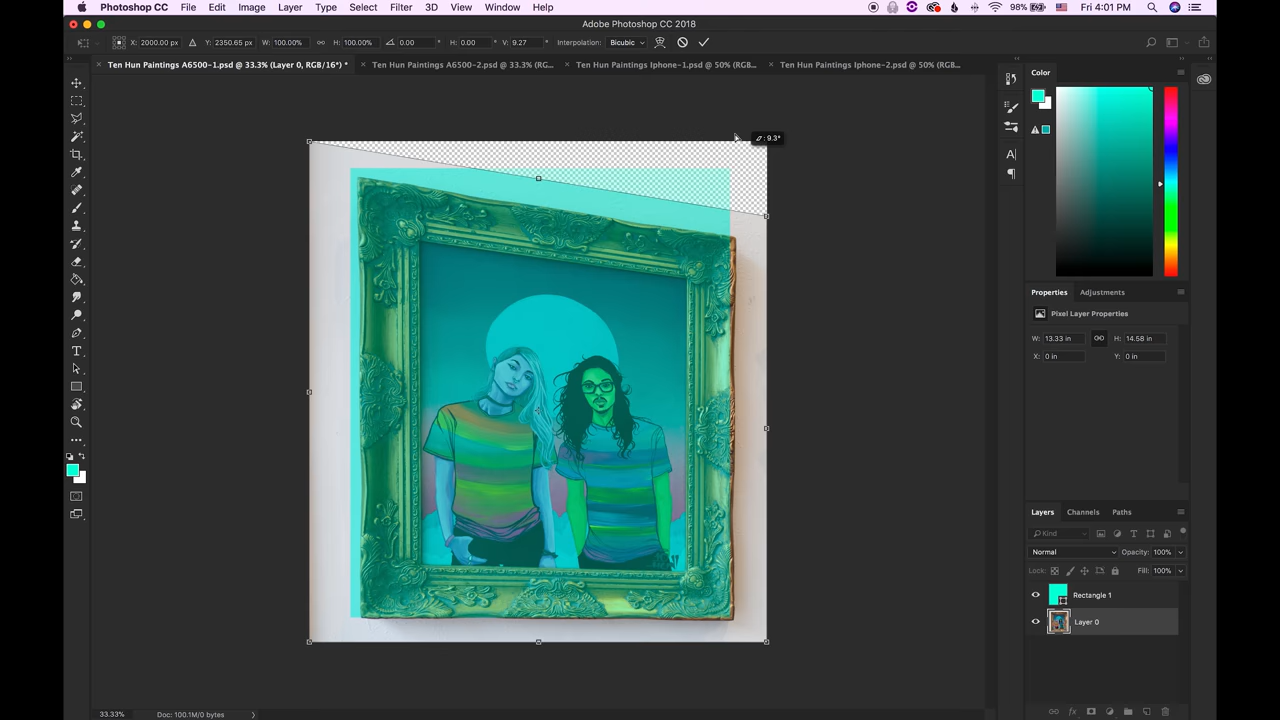 Photoshop CC File Edit Image Layer Type Select Filter 3D View Window Help 98% Fri 4:01 PM
Adobe Photoshop CC 2018
X: 2000.00 px Y: 2350.65 px W: 100.00% H: 100.00% 0.00 ° H: 0.00 ° V: 9.27 ° Interpolation: Bicubic
Ten Hun Paintings A6500-1.psd @ 33.3% (Layer 0, RGB/16*) * Ten Hun Paintings A6500-2.psd @ 33.3% (RG... Ten Hun Paintings Iphone-1.psd @ 50% (RGB... Ten Hun Paintings Iphone-2.psd @ 50% (RGB...
Color
: 9.3°
Properties Adjustments
Pixel Layer Properties
W: 13.33 in H: 14.58 in
X: 0 in Y: 0 in
Layers Channels Paths
Kind
Normal Opacity: 100%
Lock: Fill: 100%
Rectangle 1
Layer 0
33.33% Doc: 100.1M/0 bytes